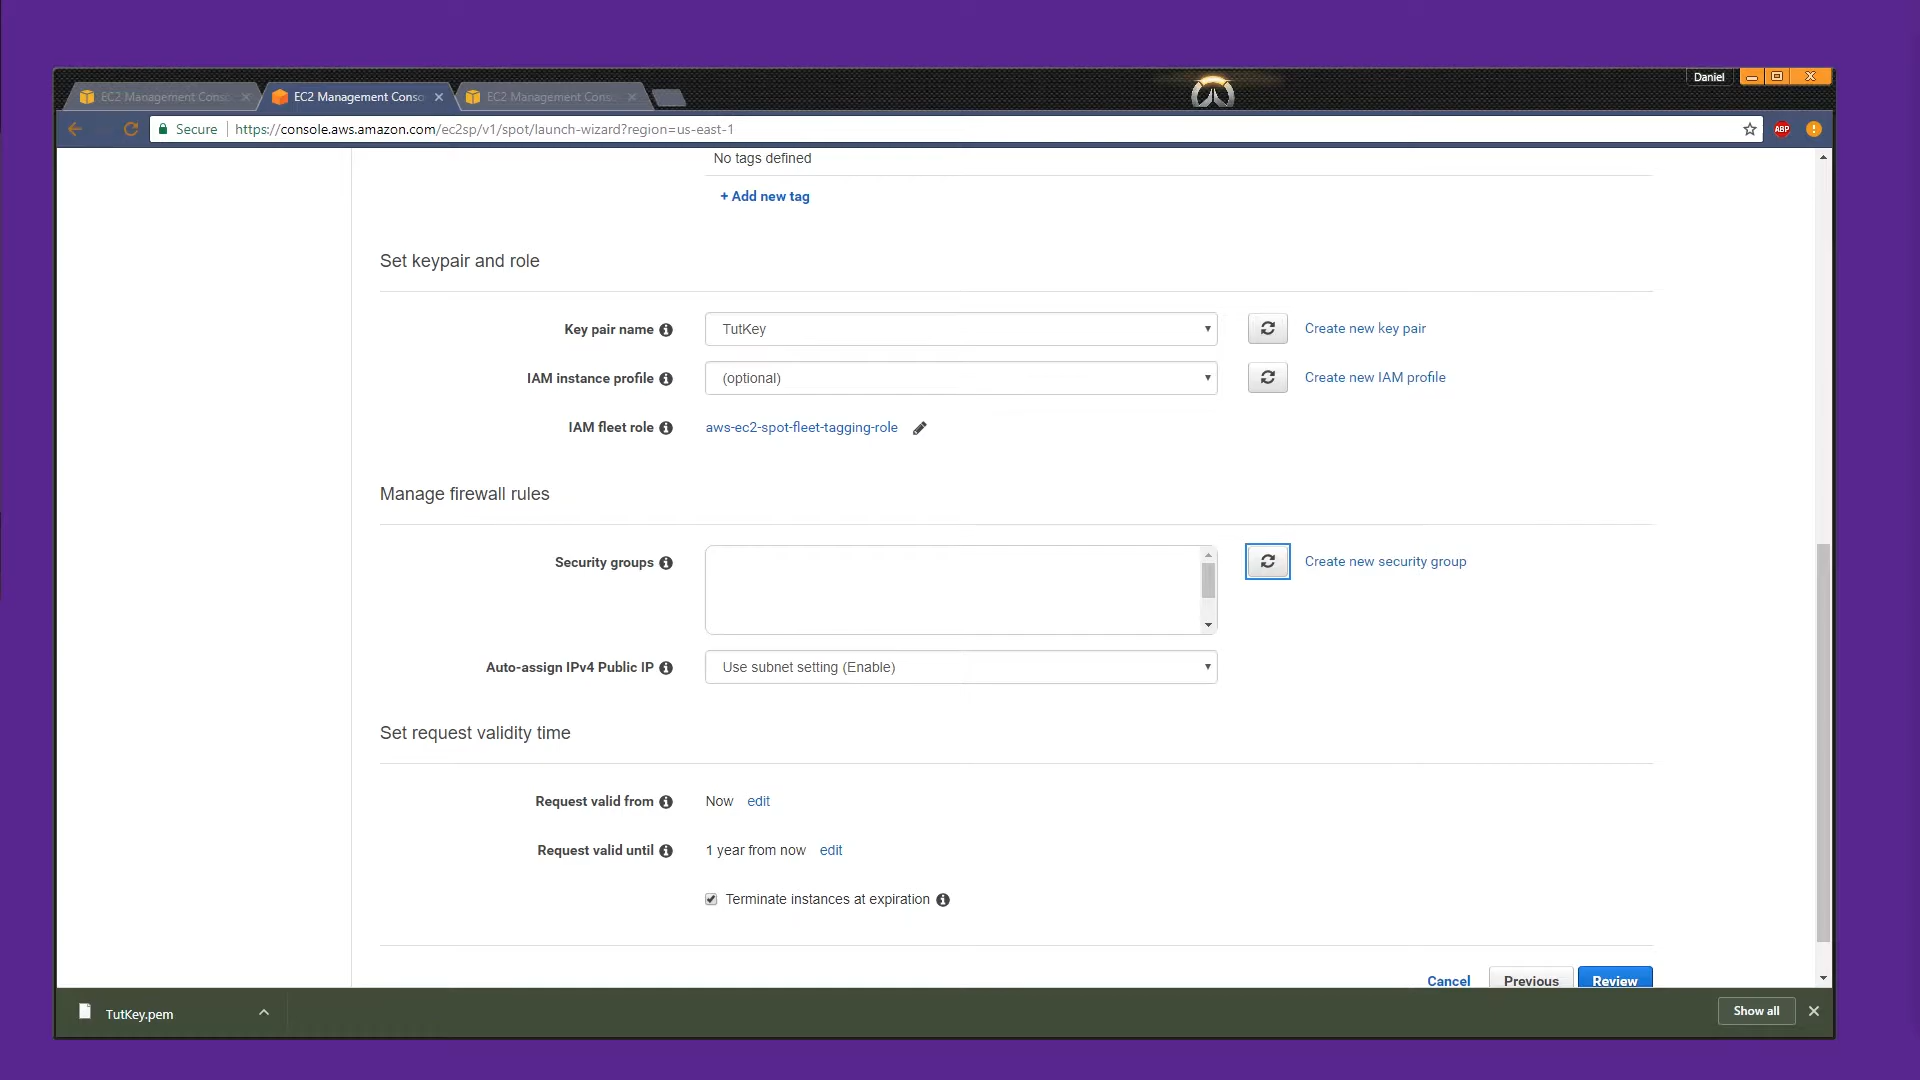 Daniel
EC2 Management Conso
EC2 Management Conso
EC2 Management Conso
Secure
https://console.aws.amazon.com/ec2sp/v1/spot/launch-wizard?region=us-east-1
ABP
No tags defined
+ Add new tag
Set keypair and role
Key pair name
TutKey
Create new key pair
IAM instance profile
(optional)
Create new IAM profile
IAM fleet role
aws-ec2-spot-fleet-tagging-role
Manage firewall rules
Security groups
Create new security group
Auto-assign IPv4 Public IP
Use subnet setting (Enable)
Set request validity time
Request valid from
Now edit
Request valid until
1 year from now edit
Terminate instances at expiration
Cancel
Previous
Review
TutKey.pem
Show all